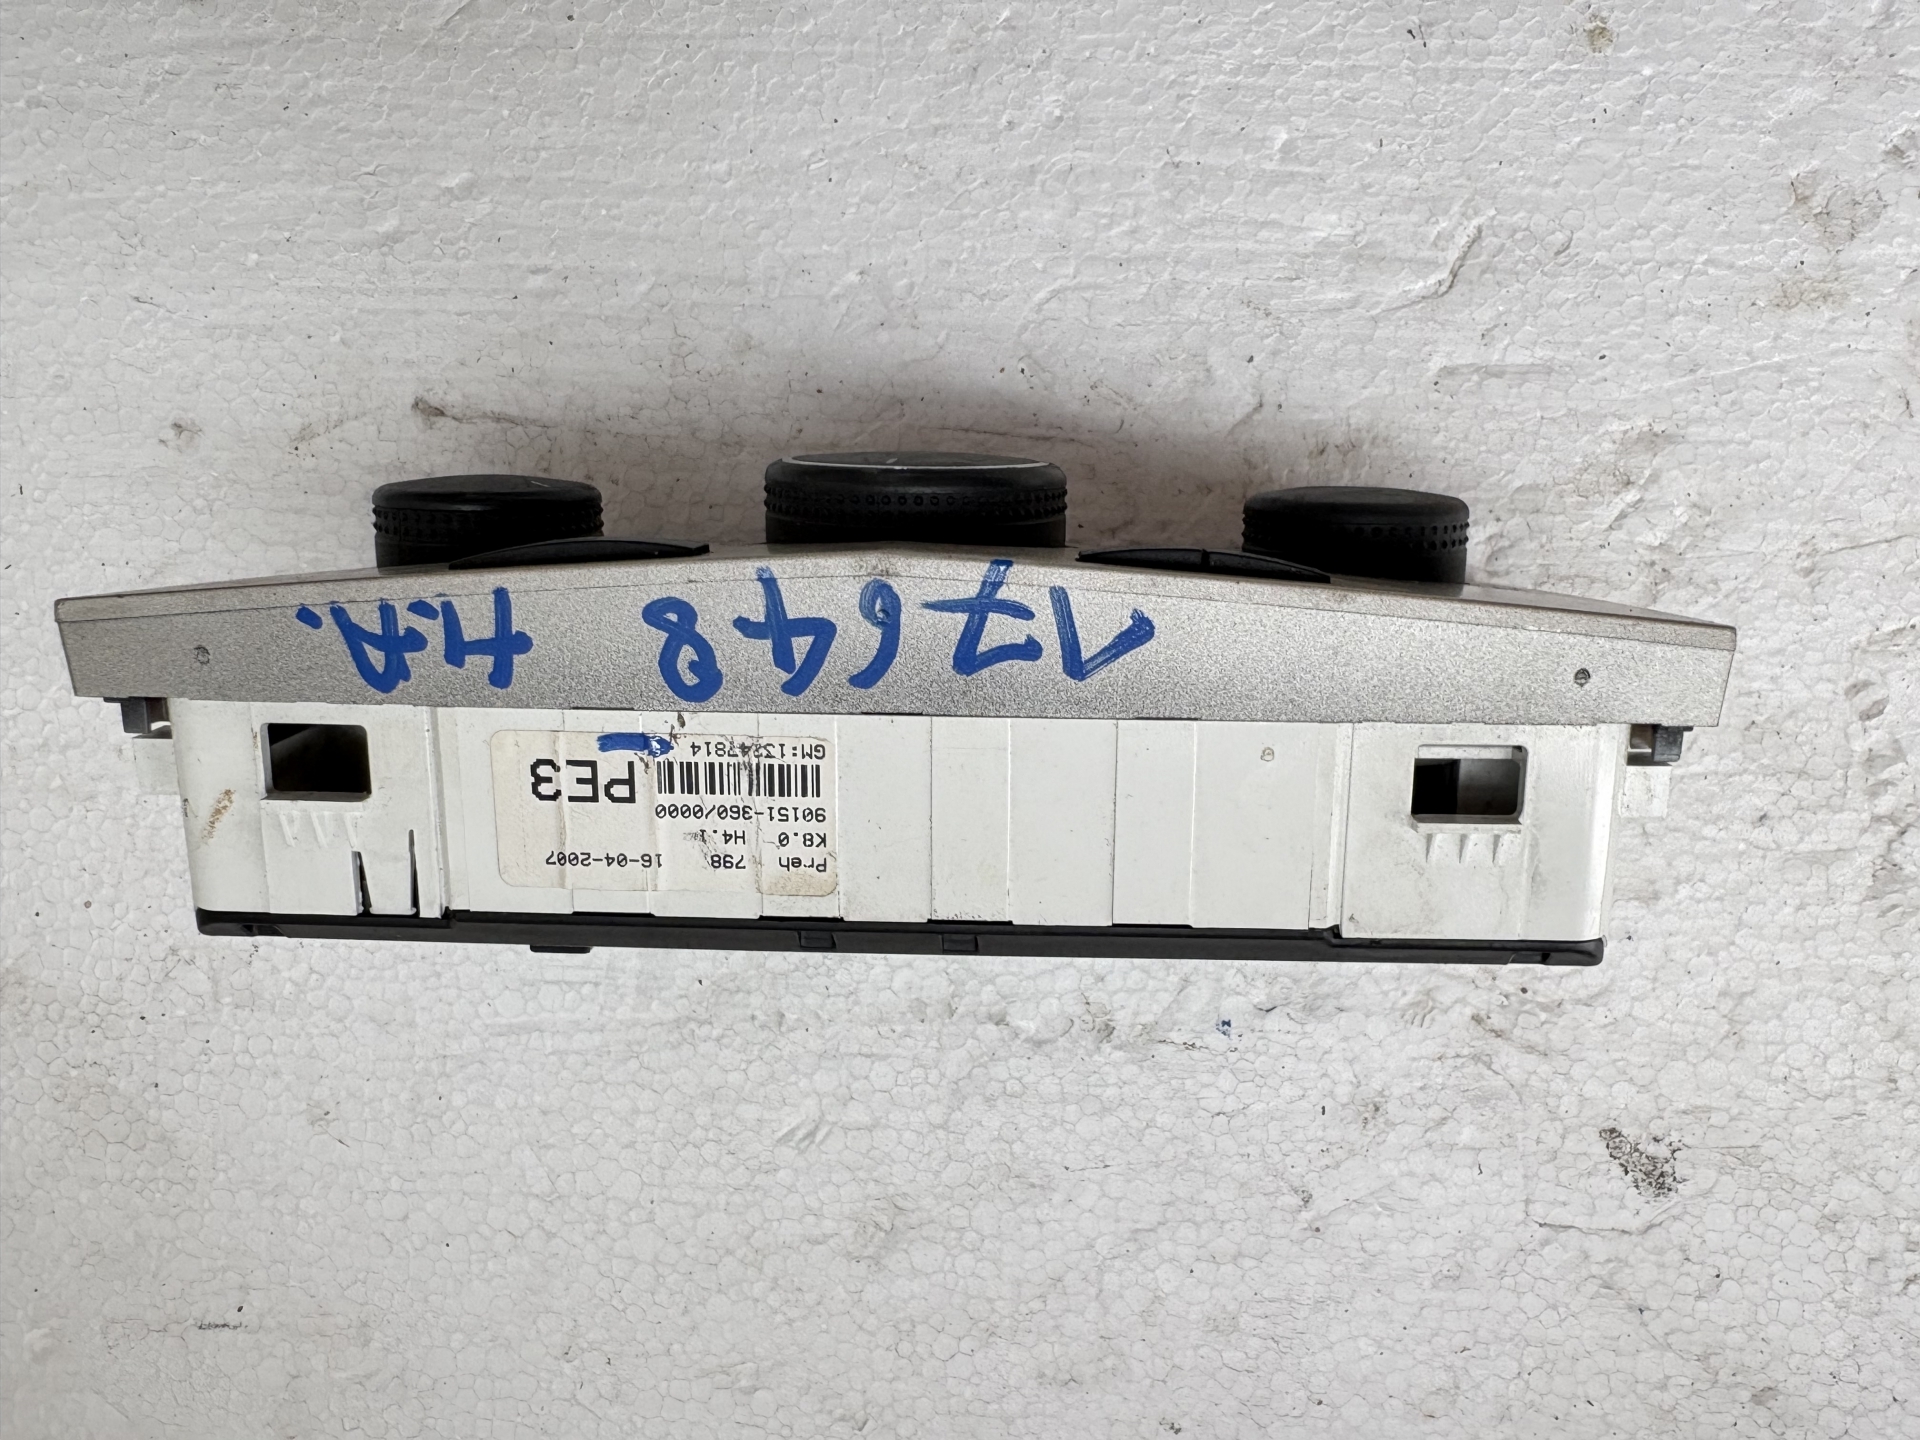 17648 H.A.
Preh 798 16-04-2007
K8.0 H4.1
90151-360/0000
PE3
GM:13247814